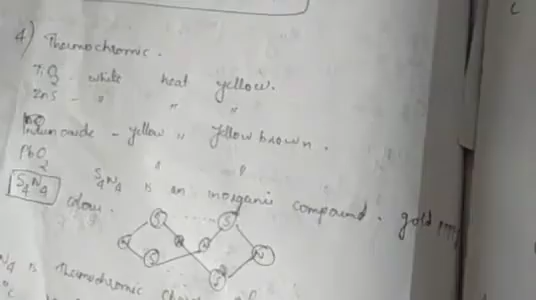 4) Thermochromic.
TiO2 - white heat yellow.
ZnS - " " "
Indium oxide - yellow " yellow brown.
PbO2 " "
S4N4 S4N4 is an inorganic compound. gold
colour.
S S
N N N N
S S
N4 is Thermochromic
°C